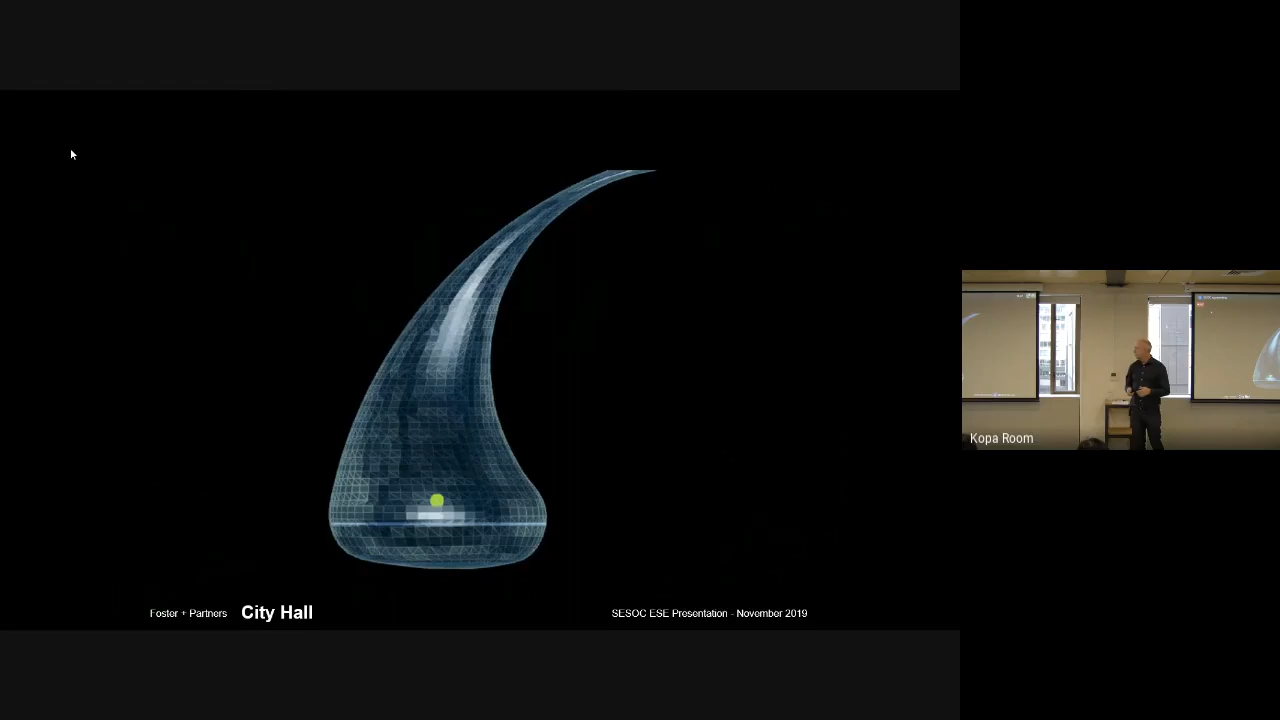 Foster + Partners City Hall
SESOC ESE Presentation - November 2019
Kopa Room